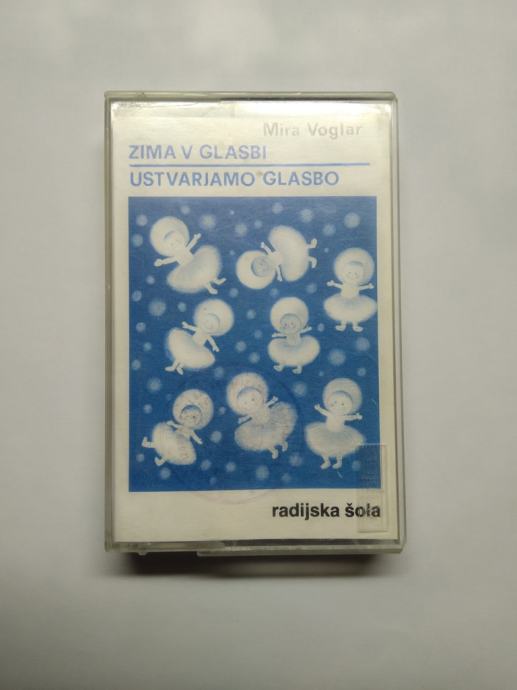 Mira Voglar
ZIMA V GLASBI
USTVARJAMO GLASBO
radijska šola